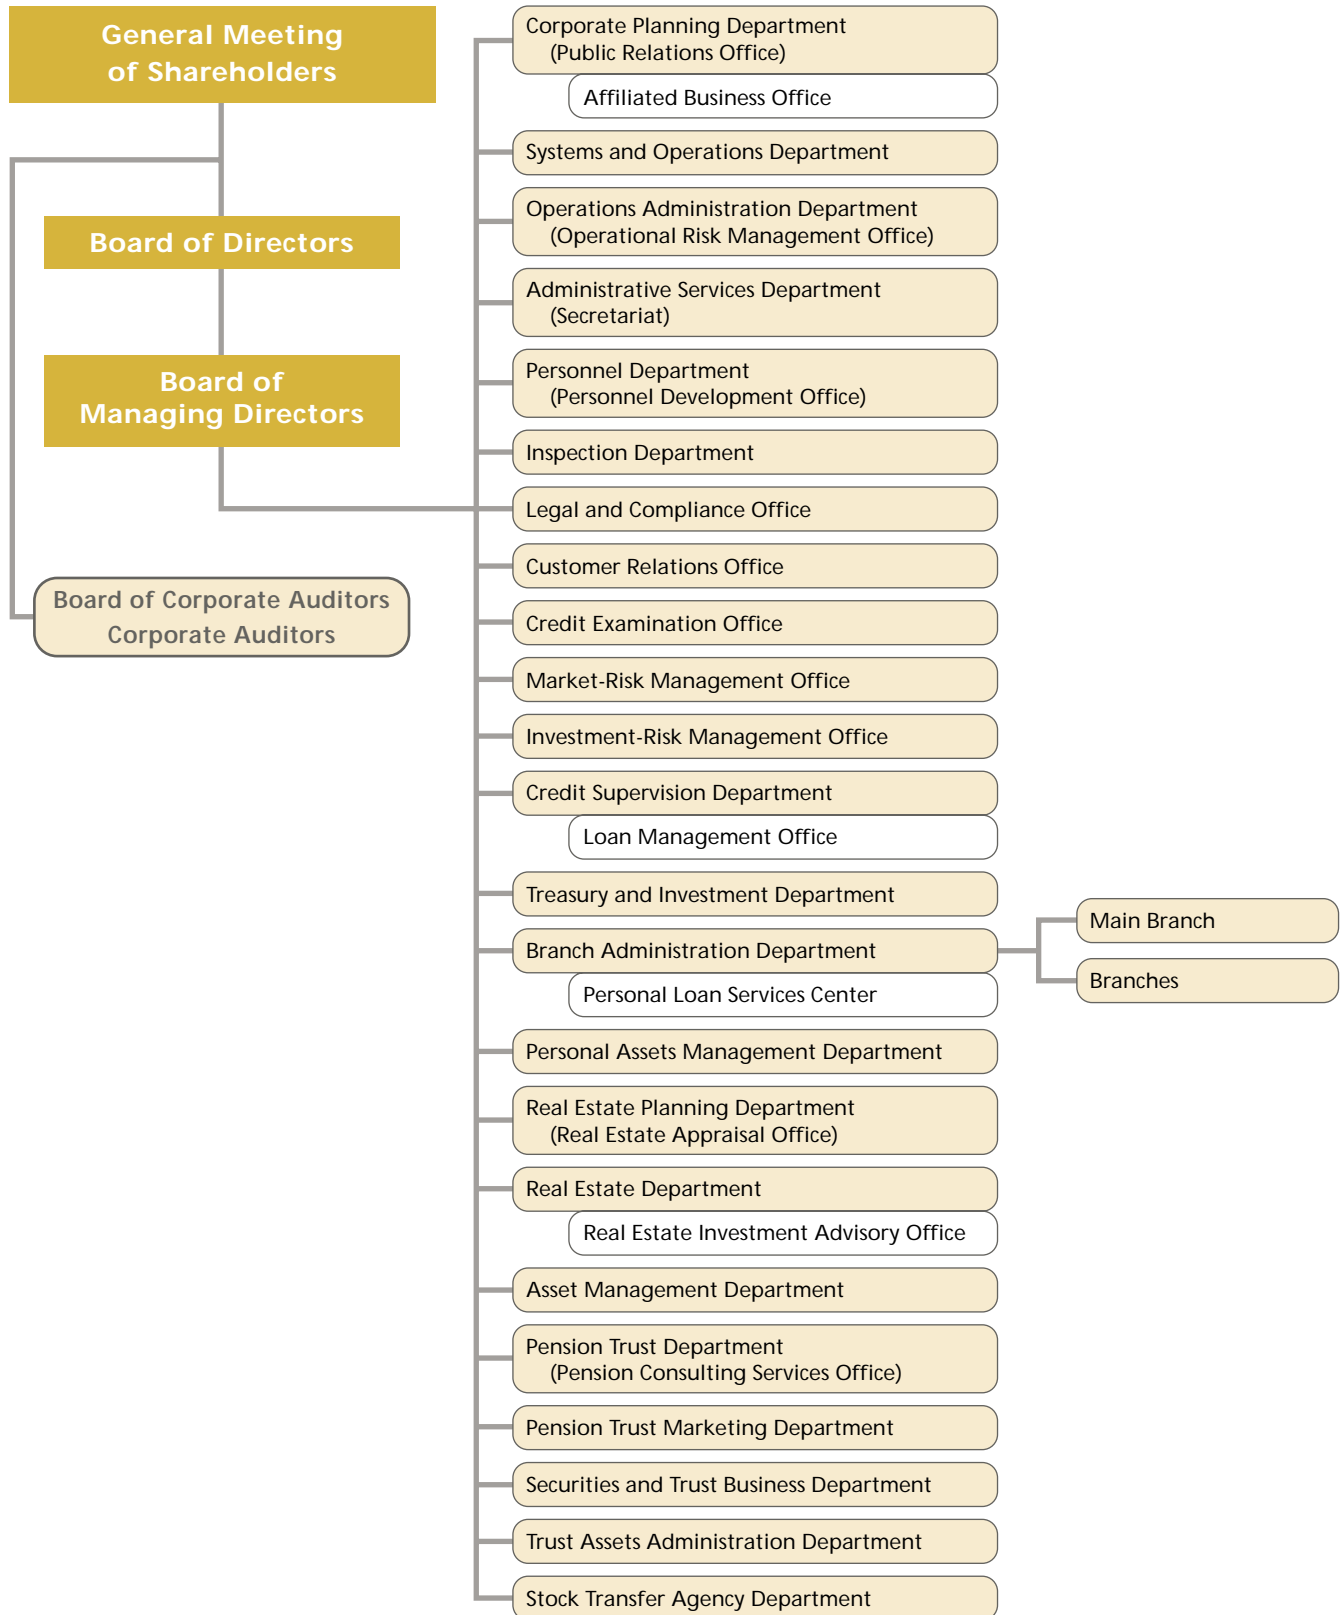 General Meeting
of Shareholders
Board of Directors
Board of
Managing Directors
Board of Corporate Auditors
Corporate Auditors
Corporate Planning Department
(Public Relations Office)
Affiliated Business Office
Systems and Operations Department
Operations Administration Department
(Operational Risk Management Office)
Administrative Services Department
(Secretariat)
Personnel Department
(Personnel Development Office)
Inspection Department
Legal and Compliance Office
Customer Relations Office
Credit Examination Office
Market-Risk Management Office
Investment-Risk Management Office
Credit Supervision Department
Loan Management Office
Treasury and Investment Department
Branch Administration Department
Personal Loan Services Center
Main Branch
Branches
Personal Assets Management Department
Real Estate Planning Department
(Real Estate Appraisal Office)
Real Estate Department
Real Estate Investment Advisory Office
Asset Management Department
Pension Trust Department
(Pension Consulting Services Office)
Pension Trust Marketing Department
Securities and Trust Business Department
Trust Assets Administration Department
Stock Transfer Agency Department